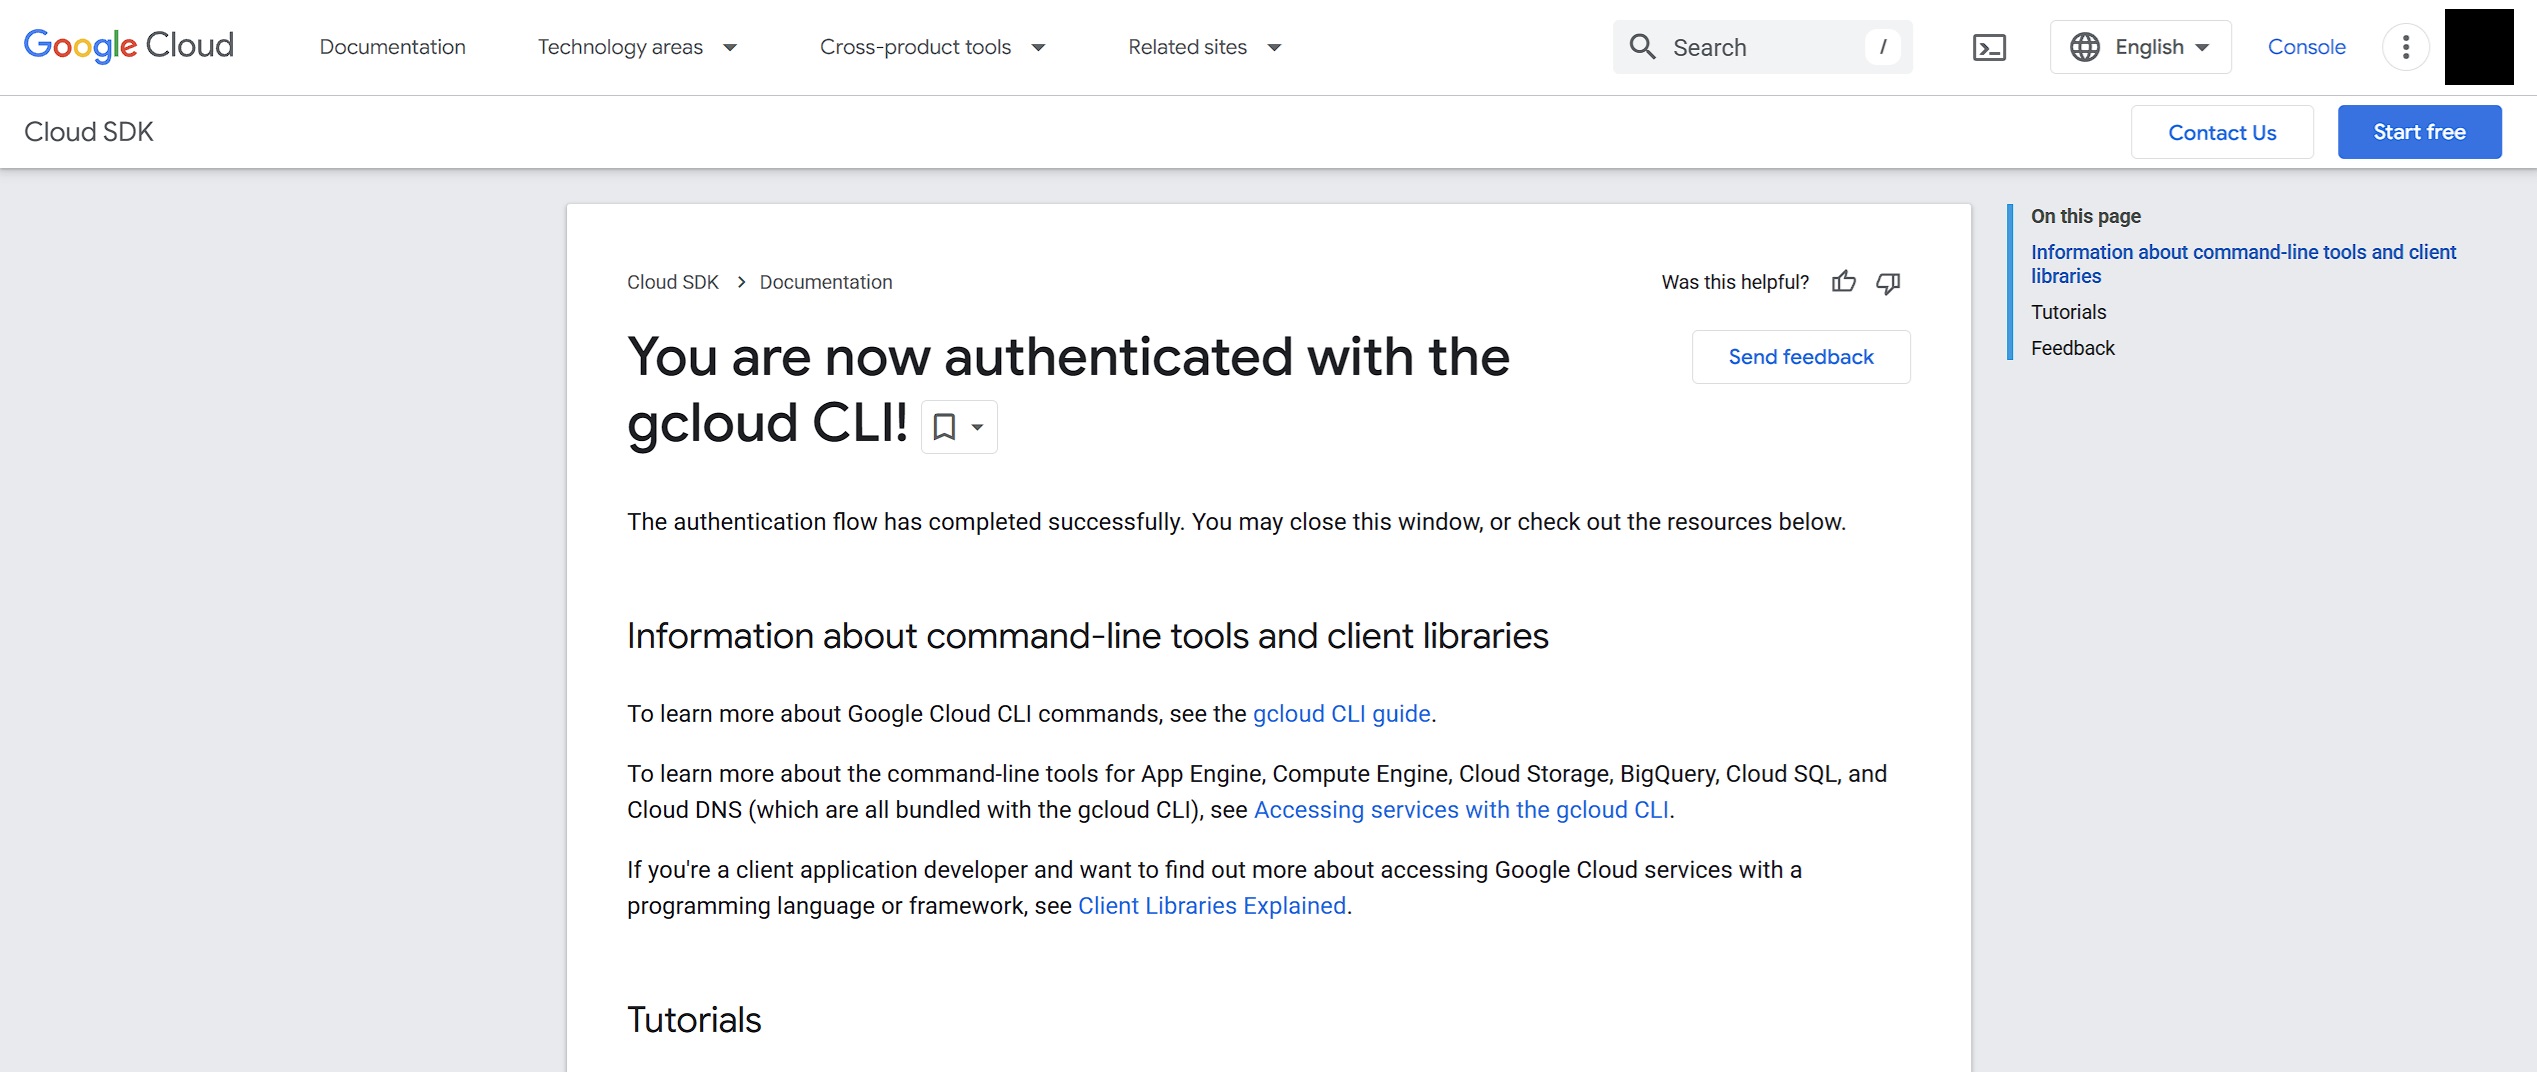 Google Cloud
Documentation
Technology areas
Cross-product tools
Related sites
Search
/
English
Console
Cloud SDK
Contact Us
Start free
Cloud SDK
Documentation
Was this helpful?
You are now authenticated with the
gcloud CLI!
Send feedback
The authentication flow has completed successfully. You may close this window, or check out the resources below.
Information about command-line tools and client libraries
To learn more about Google Cloud CLI commands, see the gcloud CLI guide.
To learn more about the command-line tools for App Engine, Compute Engine, Cloud Storage, BigQuery, Cloud SQL, and
Cloud DNS (which are all bundled with the gcloud CLI), see Accessing services with the gcloud CLI.
If you're a client application developer and want to find out more about accessing Google Cloud services with a
programming language or framework, see Client Libraries Explained.
Tutorials
On this page
Information about command-line tools and client
libraries
Tutorials
Feedback